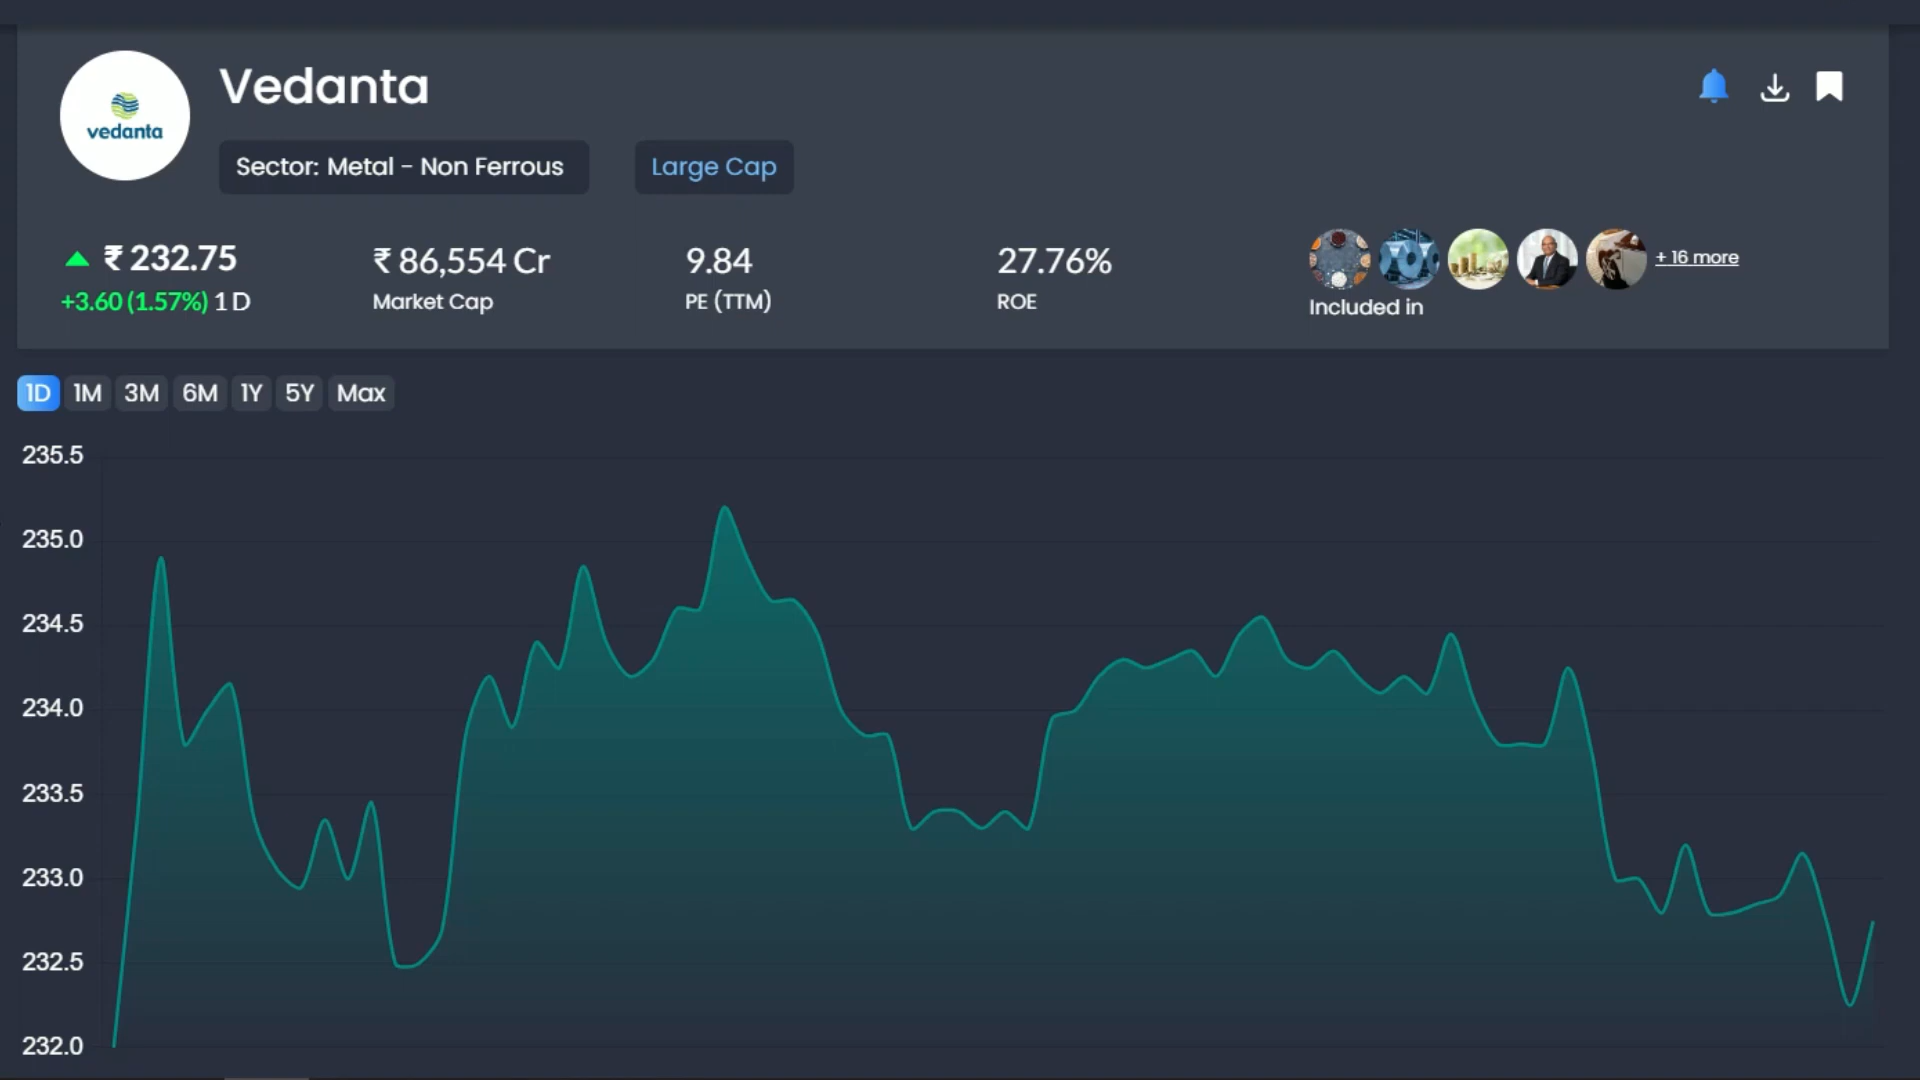 vedanta
Vedanta
Sector: Metal - Non Ferrous
Large Cap
₹ 232.75
+3.60 (1.57%) 1 D
₹ 86,554 Cr
Market Cap
9.84
PE (TTM)
27.76%
ROE
+ 16 more
Included in
1D 1M 3M 6M 1Y 5Y Max
235.5
235.0
234.5
234.0
233.5
233.0
232.5
232.0